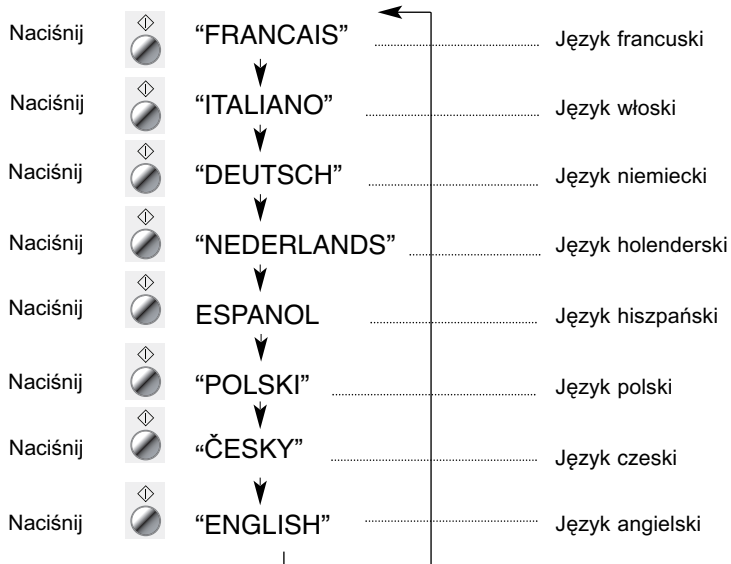 Naciśnij “FRANCAIS” Język francuski
Naciśnij “ITALIANO” Język włoski
Naciśnij “DEUTSCH” Język niemiecki
Naciśnij “NEDERLANDS” Język holenderski
Naciśnij ESPANOL Język hiszpański
Naciśnij “POLSKI” Język polski
Naciśnij “ČESKY” Język czeski
Naciśnij “ENGLISH” Język angielski